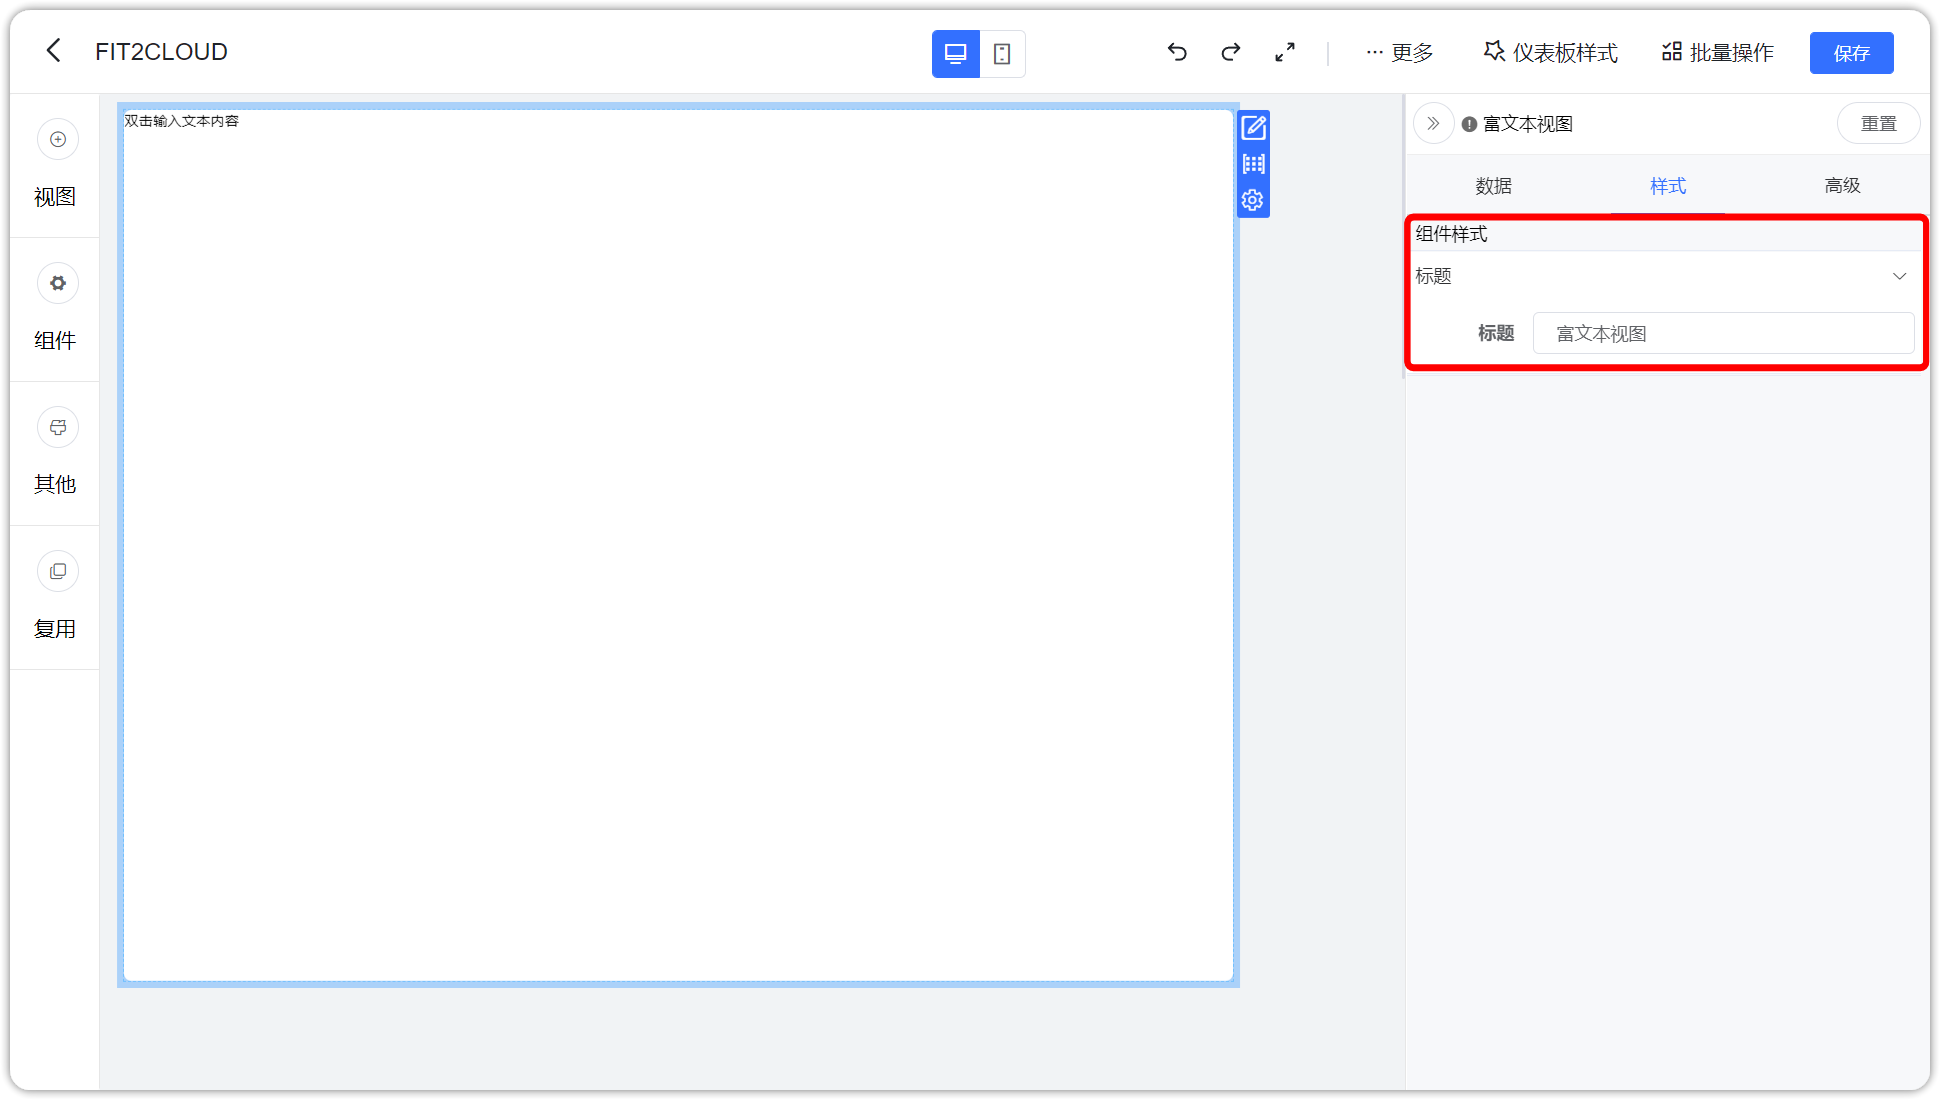 FIT2CLOUD
更多
仪表板样式
批量操作
保存
视图
组件
其他
复用
双击输入文本内容
富文本视图
重置
数据
样式
高级
组件样式
标题
标题
富文本视图